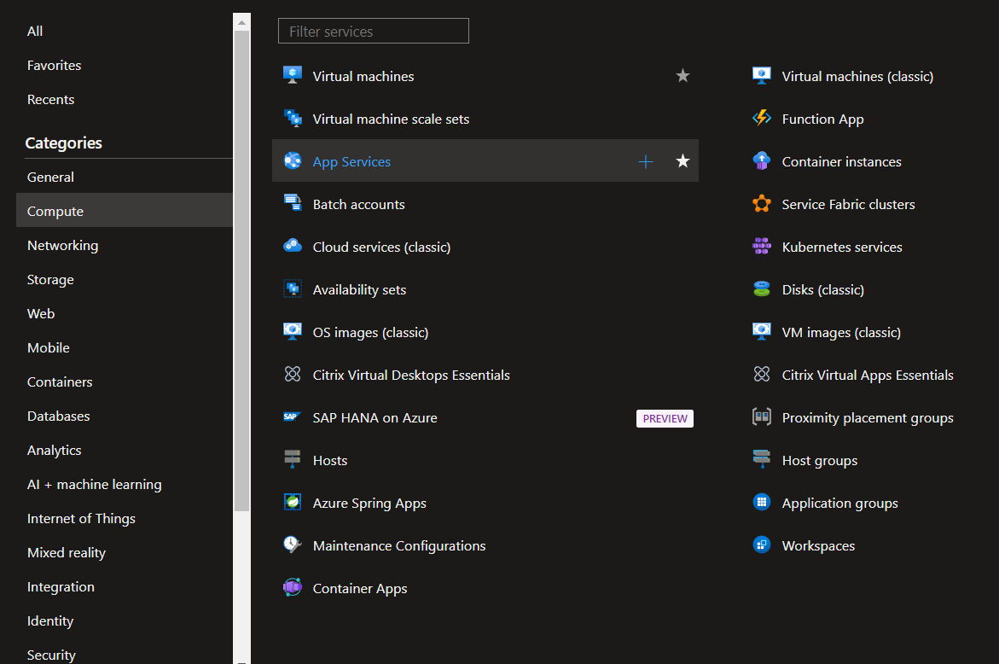 All
Favorites
Recents
Categories
General
Compute
Networking
Storage
Web
Mobile
Containers
Databases
Analytics
AI + machine learning
Internet of Things
Mixed reality
Integration
Identity
Security
Filter services
Virtual machines
Virtual machine scale sets
App Services
Batch accounts
Cloud services (classic)
Availability sets
OS images (classic)
Citrix Virtual Desktops Essentials
SAP SAP HANA on Azure PREVIEW
Hosts
Azure Spring Apps
Maintenance Configurations
Container Apps
Virtual machines (classic)
Function App
Container instances
Service Fabric clusters
Kubernetes services
Disks (classic)
VM images (classic)
Citrix Virtual Apps Essentials
Proximity placement groups
Host groups
Application groups
Workspaces